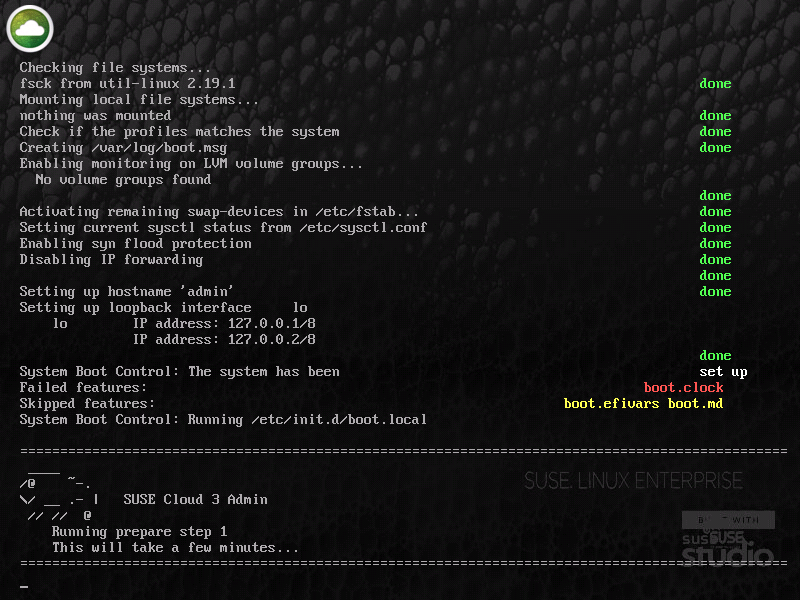 Checking file systems...
fsck from util-linux 2.19.1 done
Mounting local file systems...
nothing was mounted done
Check if the profiles matches the system done
Creating /var/log/boot.msg done
Enabling monitoring on LVM volume groups...
  No volume groups found
done
Activating remaining swap-devices in /etc/fstab... done
Setting current sysctl status from /etc/sysctl.conf done
Enabling syn flood protection done
Disabling IP forwarding done
done
Setting up hostname 'admin' done
Setting up loopback interface     lo
    lo        IP address: 127.0.0.1/8
              IP address: 127.0.0.2/8
done
System Boot Control: The system has been set up
Failed features: boot.clock
Skipped features: boot.efivars boot.md
System Boot Control: Running /etc/init.d/boot.local
================================================================================
  ____
/@    ~-.
\/ __ .- |   SUSE Cloud 3 Admin
 // //  @
    Running prepare step 1
    This will take a few minutes...
================================================================================
_
SUSE. LINUX ENTERPRISE
BUILT WITH
SUSE
studio